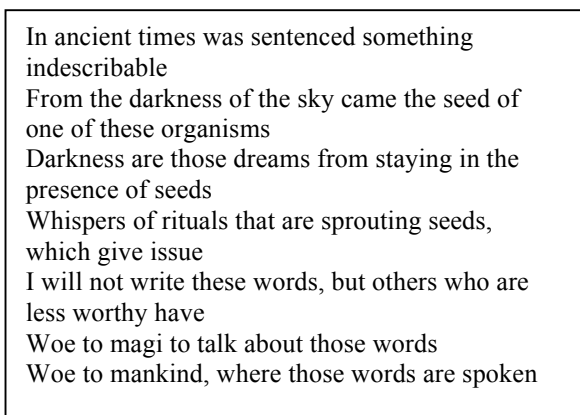 In ancient times was sentenced something
indescribable
From the darkness of the sky came the seed of
one of these organisms
Darkness are those dreams from staying in the
presence of seeds
Whispers of rituals that are sprouting seeds,
which give issue
I will not write these words, but others who are
less worthy have
Woe to magi to talk about those words
Woe to mankind, where those words are spoken